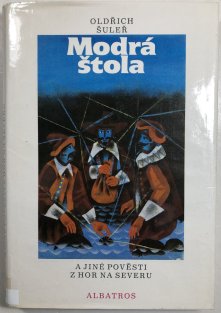 OLDŘICH
ŠULEŘ
Modrá
štola
A JINÉ POVĚSTI
Z HOR NA SEVERU
ALBATROS